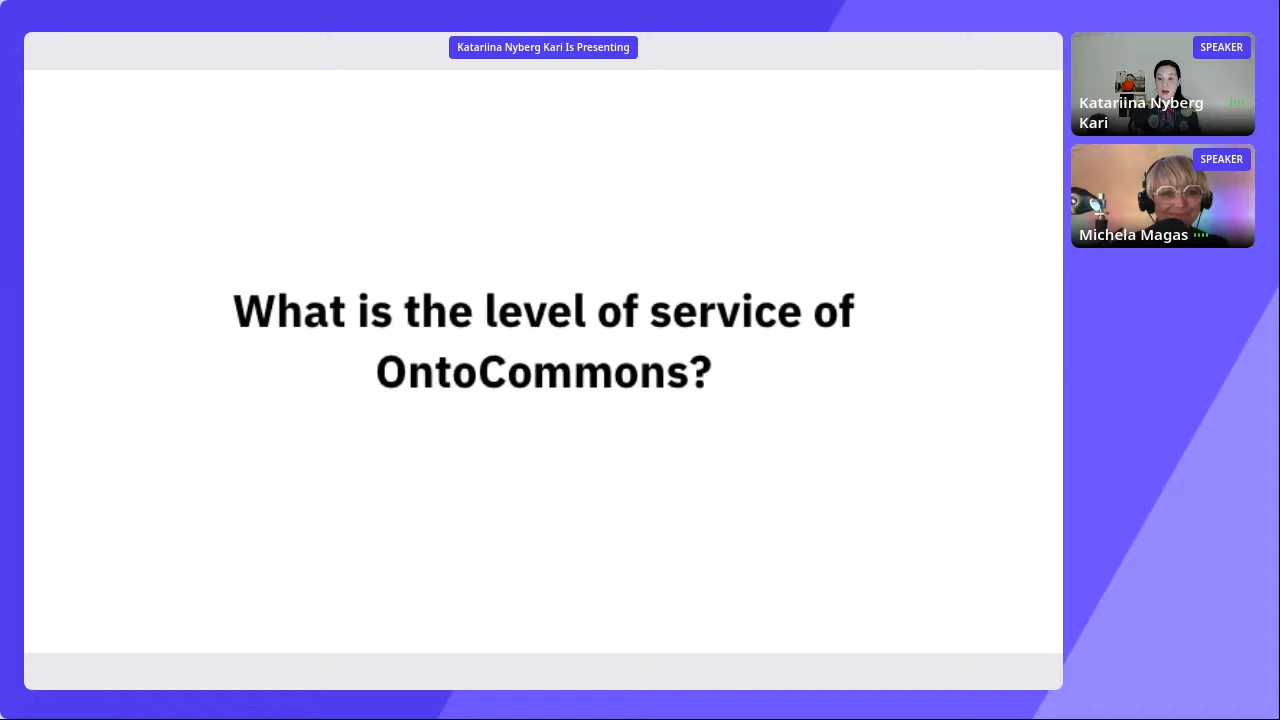 Katariina Nyberg Kari Is Presenting
What is the level of service of
OntoCommons?
SPEAKER
Katariina Nyberg
Kari
SPEAKER
Michela Magas